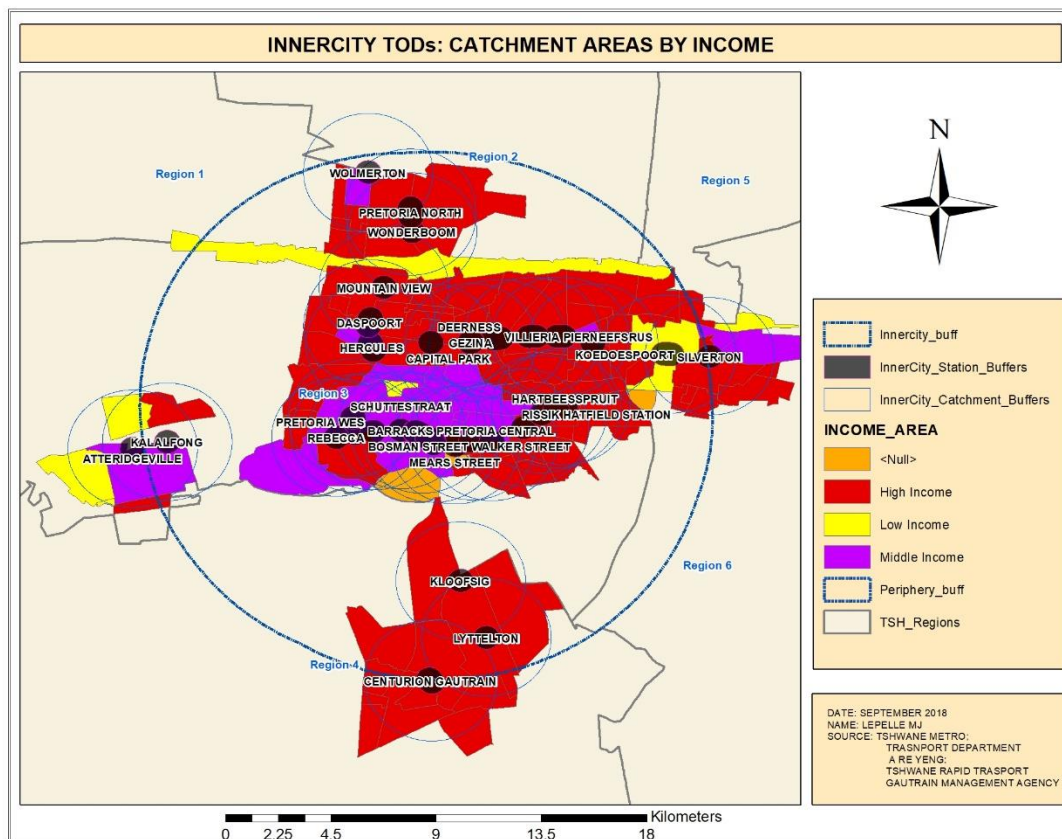 INNERCITY TODs: CATCHMENT AREAS BY INCOME
Region 1
Region 2
Region 5
WOLMERTON
PRETORIA NORTH
WONDERBOOM
MOUNTAIN VIEW
DASPOORT
DEERNESS
VILLIERIA PIERNEEFSRUS
GEZINA
HERCULES
CAPITAL PARK
KOEDOESPOORT
SILVERTON
Region 3
HARTBEESSPRUIT
SCHUTTESTRAAT
PRETORIA WES
RISSIK HATFIELD STATION
REBECCA
BARRACKS PRETORIA CENTRAL
BOSMAN STREET WALKER STREET
MEARS STREET
KALALFONG
ATTERIDGEVILLE
Region 6
KLOOFSIG
LYTTELTON
Region 4
CENTURION GAUTRAIN
N
Innercity_buff
InnerCity_Station_Buffers
InnerCity_Catchment_Buffers
INCOME_AREA
<Null>
High Income
Low Income
Middle Income
Periphery_buff
TSH_Regions
DATE: SEPTEMBER 2018
NAME: LEPELLE MJ
SOURCE: TSHWANE METRO;
TRASNPORT DEPARTMENT
A RE YENG:
TSHWANE RAPID TRASPORT
GAUTRAIN MANAGEMENT AGENCY
Kilometers
0 2.25 4.5 9 13.5 18